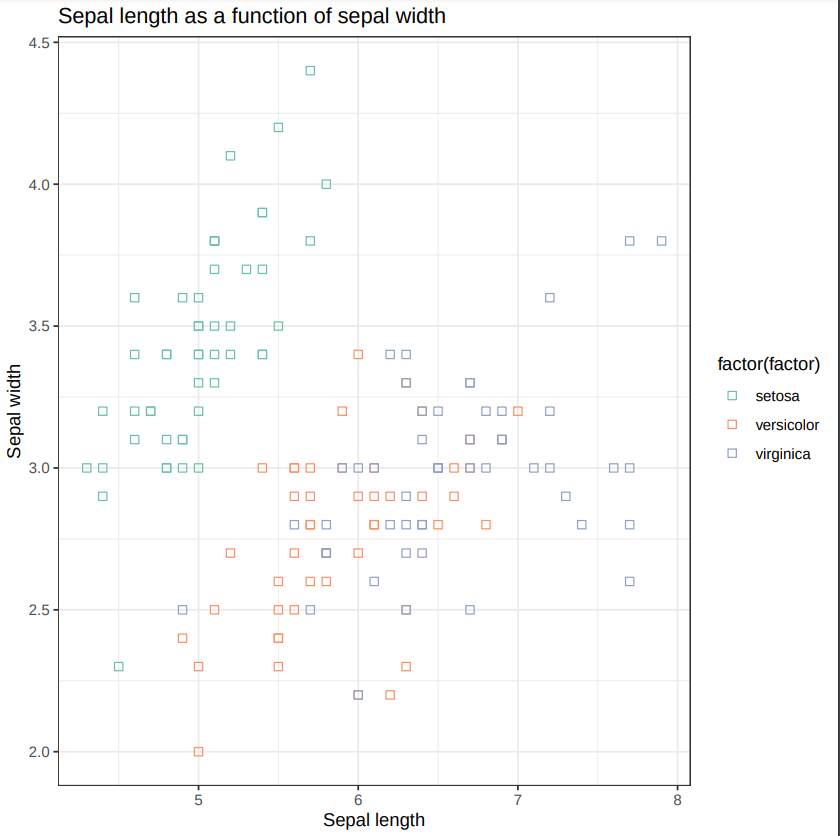 Sepal length as a function of sepal width
4.5
4.0
3.5
3.0
2.5
2.0
Sepal width
5 6 7 8
Sepal length
factor(factor)
setosa
versicolor
virginica